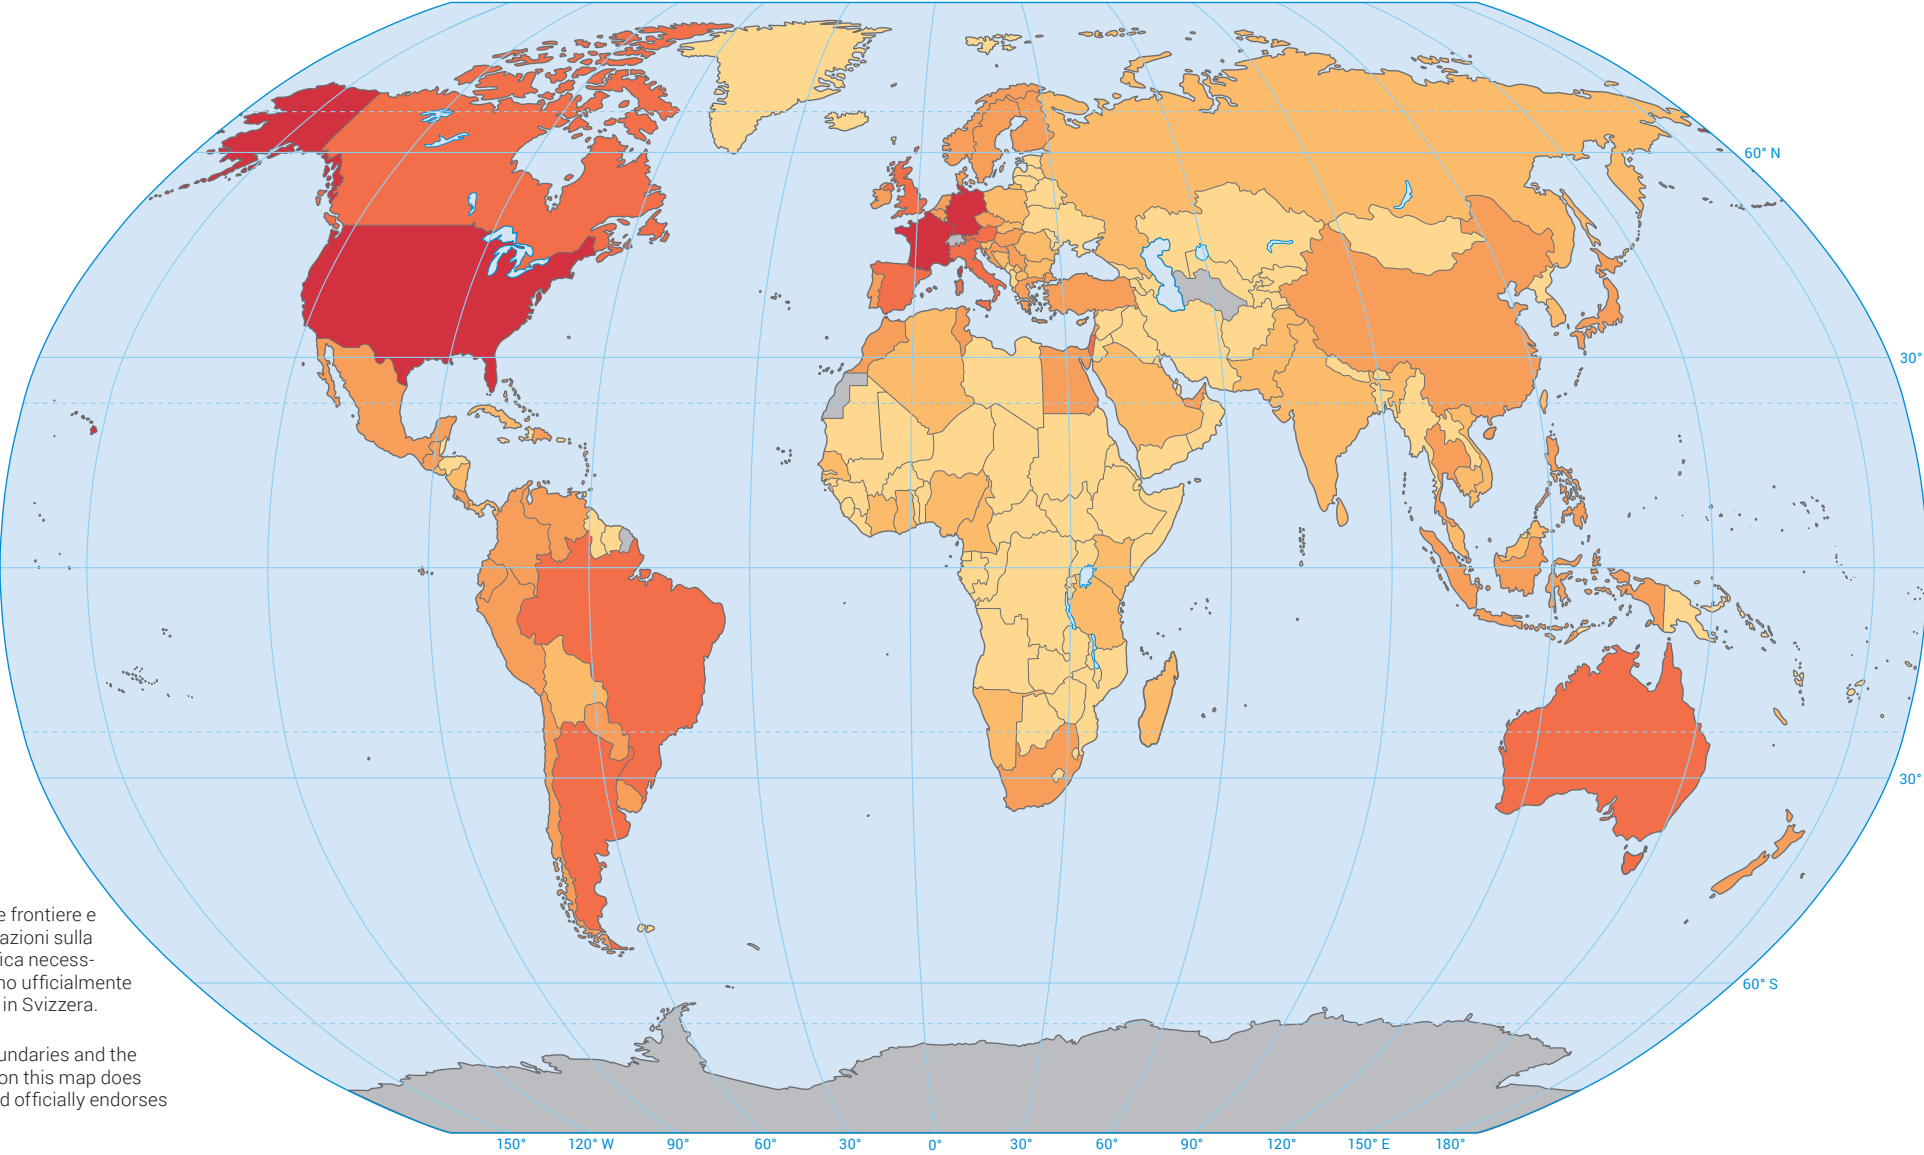 60° N
30°
30°
60° S
e frontiere e
azioni sulla
ica necess-
no ufficialmente
in Svizzera.
undaries and the
on this map does
d officially endorses
150° 120° W 90° 60° 30° 0° 30° 60° 90° 120° 150° E 180°